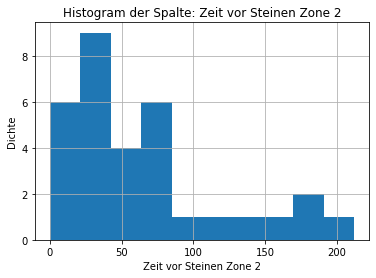 Histogram der Spalte: Zeit vor Steinen Zone 2
8
6
4
2
0
Dichte
0 50 100 150 200
Zeit vor Steinen Zone 2